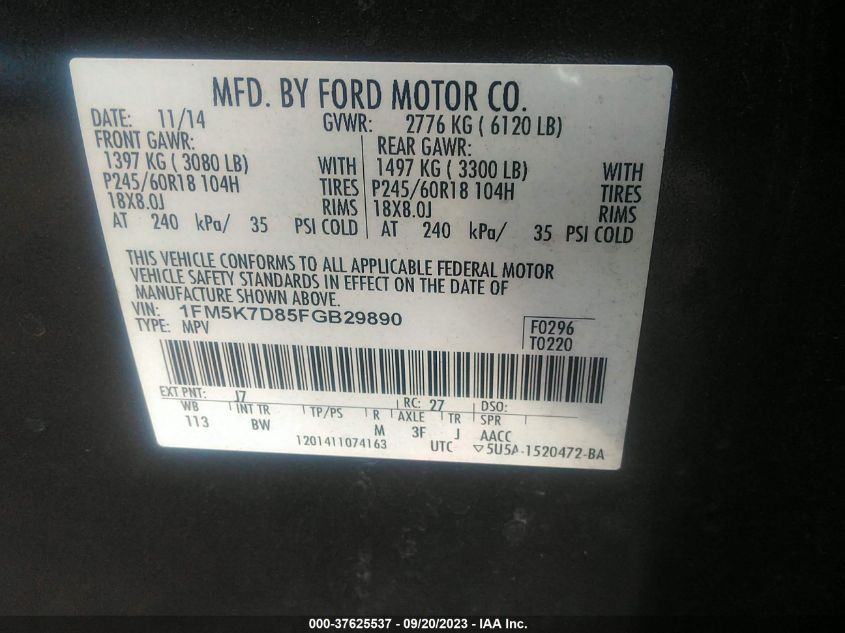 MFD. BY FORD MOTOR CO.
DATE: 11/14 GVWR: 2776 KG ( 6120 LB)
FRONT GAWR: REAR GAWR:
1397 KG ( 3080 LB) WITH 1497 KG ( 3300 LB) WITH
P245/60R18 104H TIRES P245/60R18 104H TIRES
18X8.0J RIMS 18X8.0J RIMS
AT 240 kPa/ 35 PSI COLD AT 240 kPa/ 35 PSI COLD
THIS VEHICLE CONFORMS TO ALL APPLICABLE FEDERAL MOTOR
VEHICLE SAFETY STANDARDS IN EFFECT ON THE DATE OF
MANUFACTURE SHOWN ABOVE.
VIN: 1FM5K7D85FGB29890
TYPE: MPV
F0296
T0220
EXT PNT: J7 RC: 27 DSO:
WB INT TR TP/PS R AXLE TR SPR
113 BW M 3F J AACC
1201411074163 UTC ▽5U5A-1520472-BA
000-37625537 - 09/20/2023 - IAA Inc.